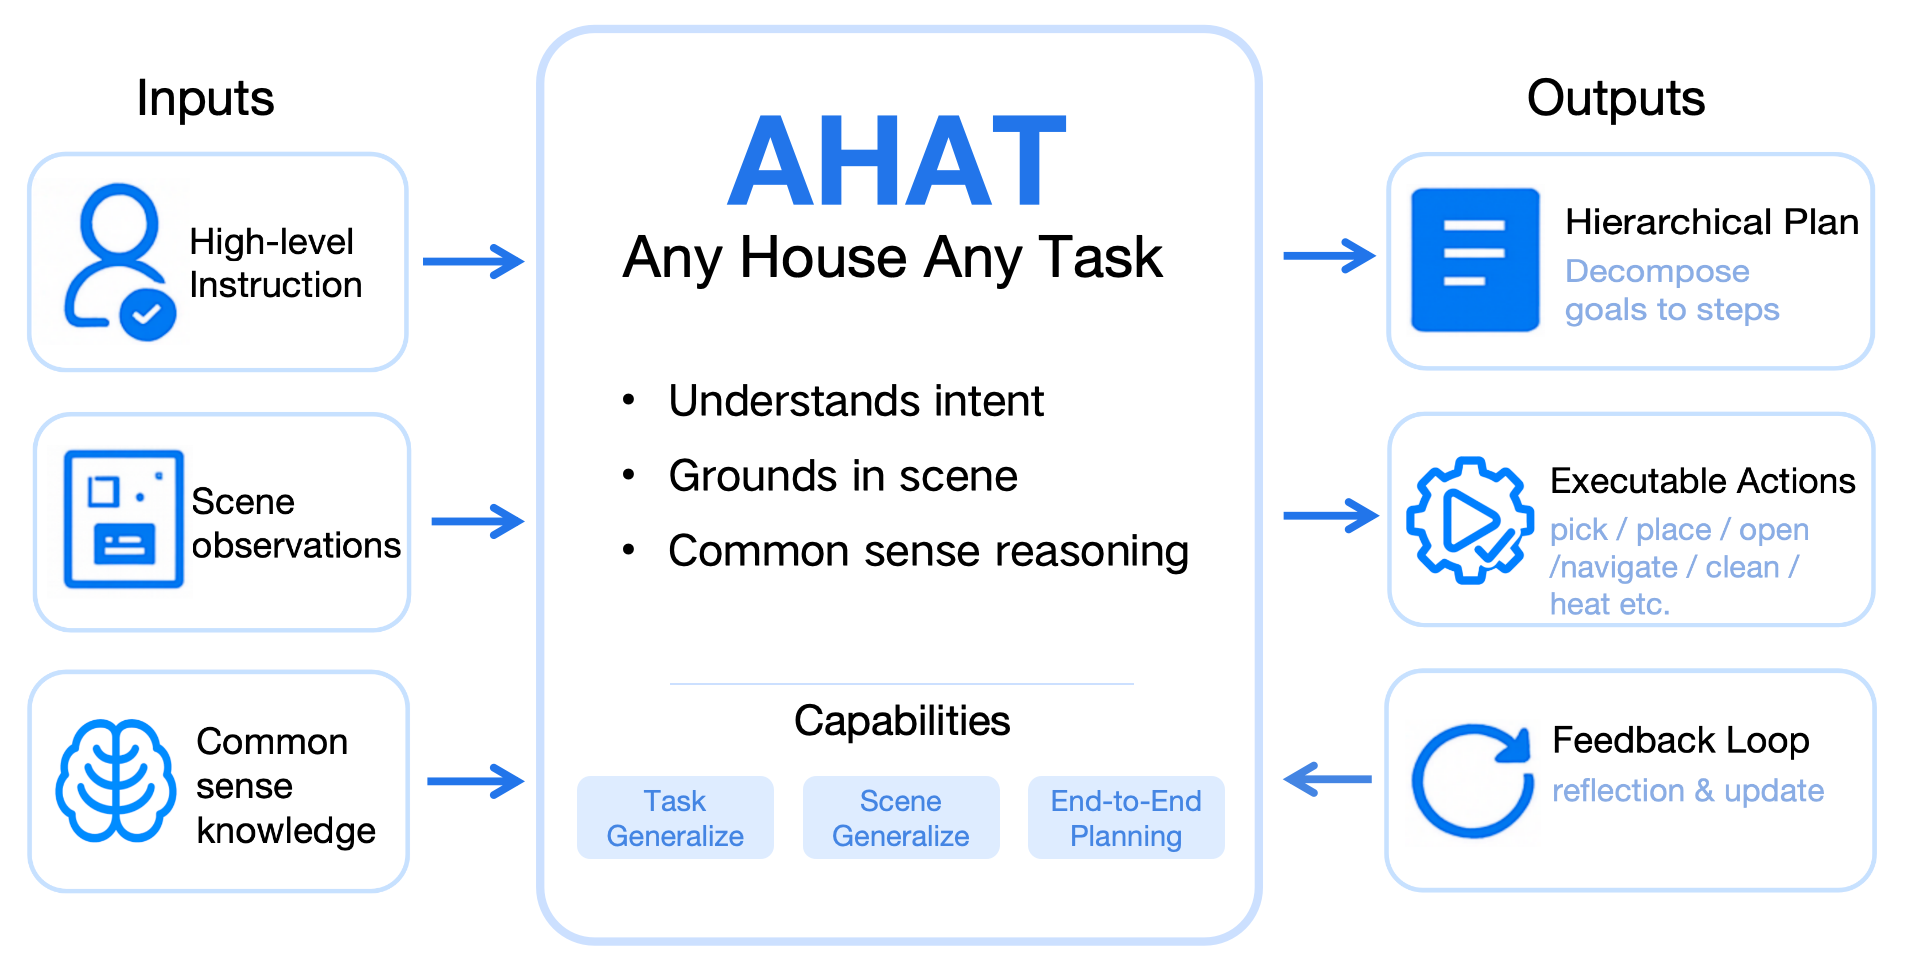 Inputs
High-level
Instruction
Scene
observations
Common
sense
knowledge
AHAT
Any House Any Task
• Understands intent
• Grounds in scene
• Common sense reasoning
Capabilities
Task
Generalize
Scene
Generalize
End-to-End
Planning
Outputs
Hierarchical Plan
Decompose
goals to steps
Executable Actions
pick / place / open
/navigate / clean /
heat etc.
Feedback Loop
reflection & update